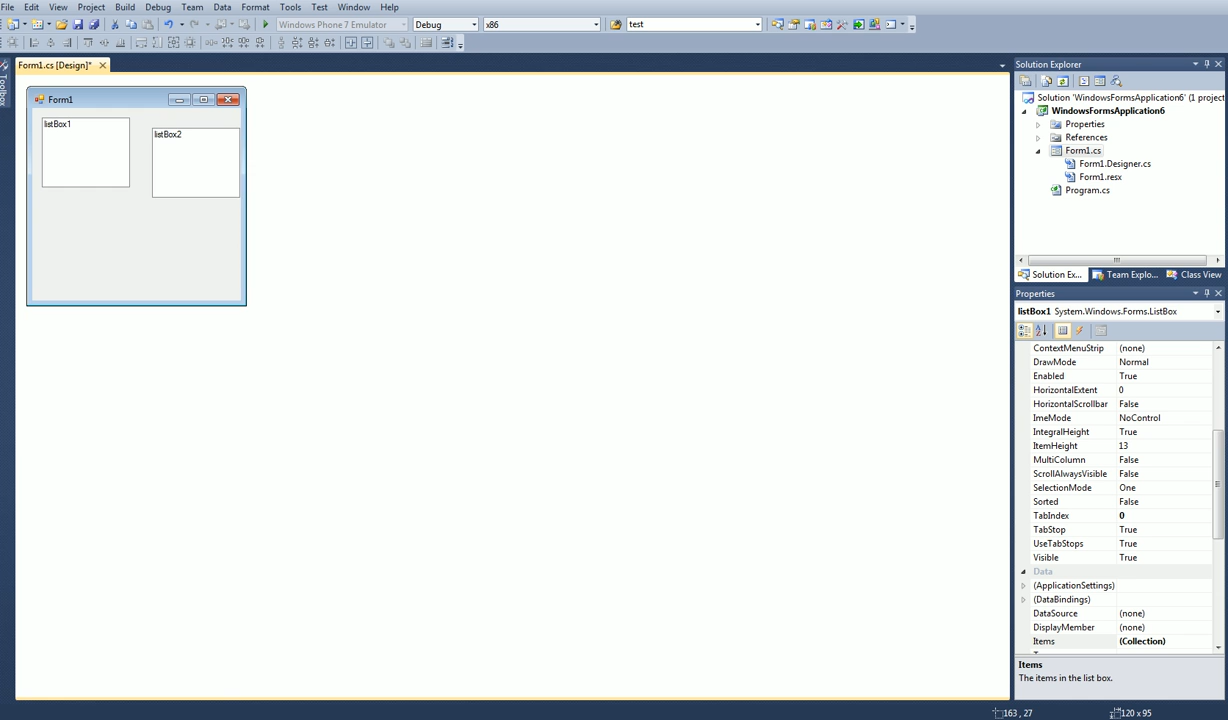 File Edit View Project Build Debug Team Data Format Tools Test Window Help
Windows Phone 7 Emulator Debug x86 test
Form1.cs [Design]*
Toolbox
Form1
listBox1
listBox2
Solution Explorer
Solution 'WindowsFormsApplication6' (1 project
WindowsFormsApplication6
Properties
References
Form1.cs
Form1.Designer.cs
Form1.resx
Program.cs
Solution Ex... Team Explo... Class View
Properties
listBox1 System.Windows.Forms.ListBox
ContextMenuStrip (none)
DrawMode Normal
Enabled True
HorizontalExtent 0
HorizontalScrollbar False
ImeMode NoControl
IntegralHeight True
ItemHeight 13
MultiColumn False
ScrollAlwaysVisible False
SelectionMode One
Sorted False
TabIndex 0
TabStop True
UseTabStops True
Visible True
Data
(ApplicationSettings)
(DataBindings)
DataSource (none)
DisplayMember (none)
Items (Collection)
Items
The items in the list box.
163 , 27 120 x 95